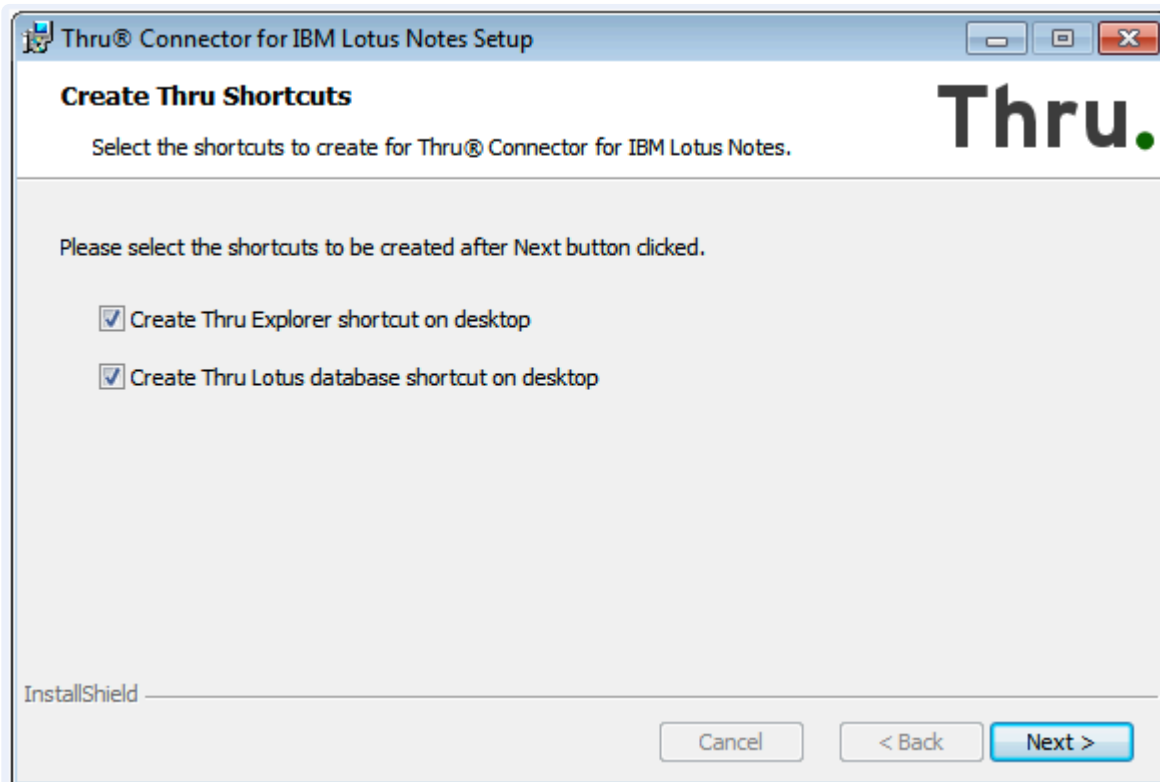 Thru® Connector for IBM Lotus Notes Setup
Create Thru Shortcuts
Select the shortcuts to create for Thru® Connector for IBM Lotus Notes.
Thru.
Please select the shortcuts to be created after Next button clicked.
Create Thru Explorer shortcut on desktop
Create Thru Lotus database shortcut on desktop
InstallShield
Cancel
< Back
Next >